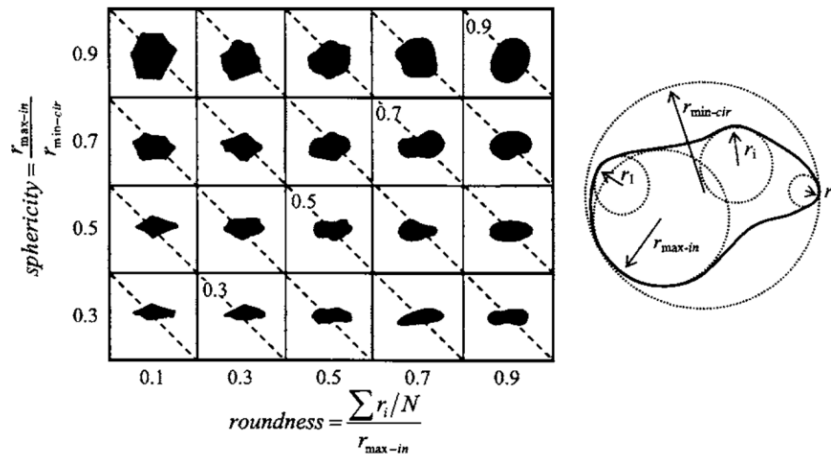 sphericity = r_max-in / r_min-cir
0.9
0.7
0.5
0.3
0.9
0.7
0.5
0.3
0.1 0.3 0.5 0.7 0.9
roundness = ∑ r_i/N / r_max-in
r_min-cir
r_i
r_1
r
r_max-in